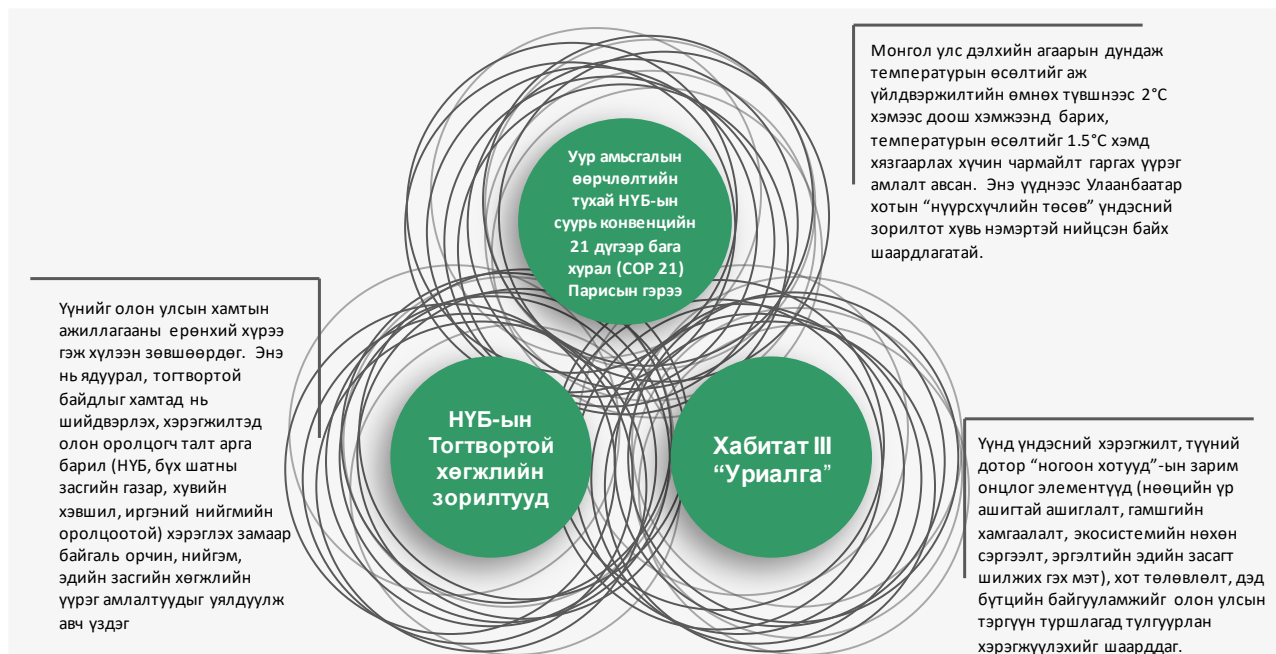 Уур амьсгалын
өөрчлөлтийн
тухай НҮБ-ын
суурь конвенцийн
21 дүгээр бага
хурал (COP 21)
Парисын гэрээ
Монгол улс дэлхийн агаарын дундаж
температурын өсөлтийг аж
үйлдвэржилтийн өмнөх түвшнээс 2°C
хэмээс доош хэмжээнд барих,
температурын өсөлтийг 1.5°C хэмд
хязгаарлах хүчин чармайлт гаргах үүрэг
амлалт авсан. Энэ үүднээс Улаанбаатар
хотын “нүүрсхүчлийн төсөв” үндэсний
зорилтот хувь нэмэртэй нийцсэн байх
шаардлагатай.
Үүнийг олон улсын хамтын
ажиллагааны ерөнхий хүрээ
гэж хүлээн зөвшөөрдөг. Энэ
нь ядуурал, тогтвортой
байдлыг хамтад нь
шийдвэрлэх, хэрэгжилтэд
олон оролцогч талт арга
барил (НҮБ, бүх шатны
засгийн газар, хувийн
хэвшил, иргэний нийгмийн
оролцоотой) хэрэглэх замаар
байгаль орчин, нийгэм,
эдийн засгийн хөгжлийн
үүрэг амлалтуудыг уялдуулж
авч үздэг
НҮБ-ын
Тогтвортой
хөгжлийн
зорилтууд
Хабитат III
“Уриалга”
Үүнд үндэсний хэрэгжилт, түүний
дотор “ногоон хотууд”-ын зарим
онцлог элементүүд (нөөцийн үр
ашигтай ашиглалт, гамшгийн
хамгаалалт, экосистемийн нөхөн
сэргээлт, эргэлтийн эдийн засагт
шилжих гэх мэт), хот төлөвлөлт, дэд
бүтцийн байгууламжийг олон улсын
тэргүүн туршлагад тулгуурлан
хэрэгжүүлэхийг шаарддаг.